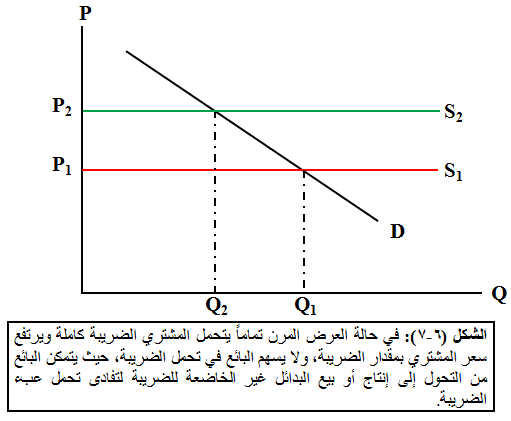 P
P2
S2
P1
S1
D
Q
Q2
Q1
الشكل (٦-٧): في حالة العرض المرن تماماً يتحمل المشتري الضريبة كاملة ويرتفع
سعر المشتري بمقدار الضريبة، ولا يسهم البائع في تحمل الضريبة، حيث يتمكن البائع
من التحول إلى إنتاج أو بيع البدائل غير الخاضعة للضريبة لتفادى تحمل عبء
الضريبة.